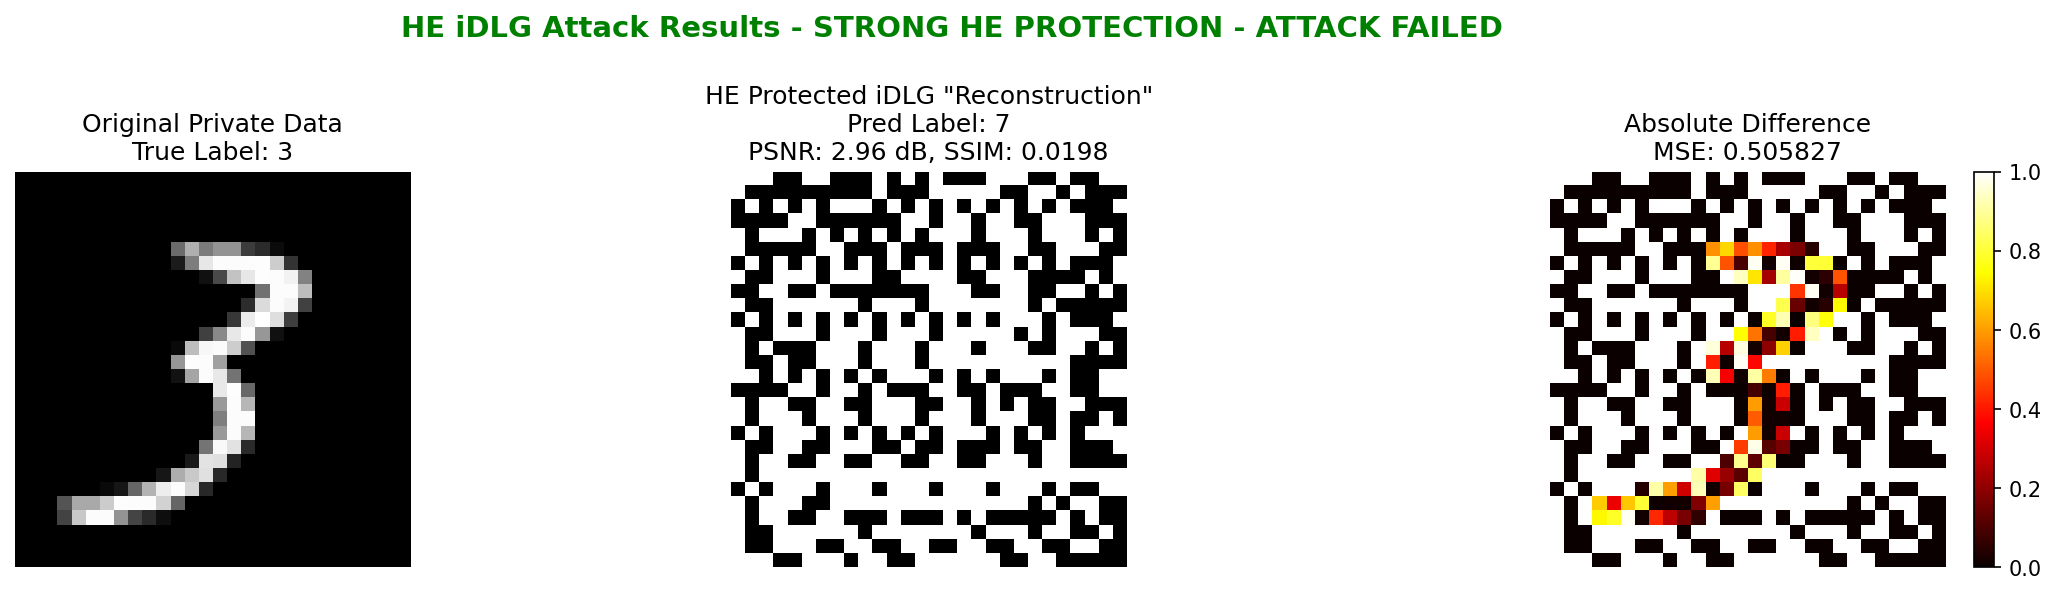 HE iDLG Attack Results - STRONG HE PROTECTION - ATTACK FAILED
Original Private Data
True Label: 3
HE Protected iDLG "Reconstruction"
Pred Label: 7
PSNR: 2.96 dB, SSIM: 0.0198
Absolute Difference
MSE: 0.505827
1.0
0.8
0.6
0.4
0.2
0.0